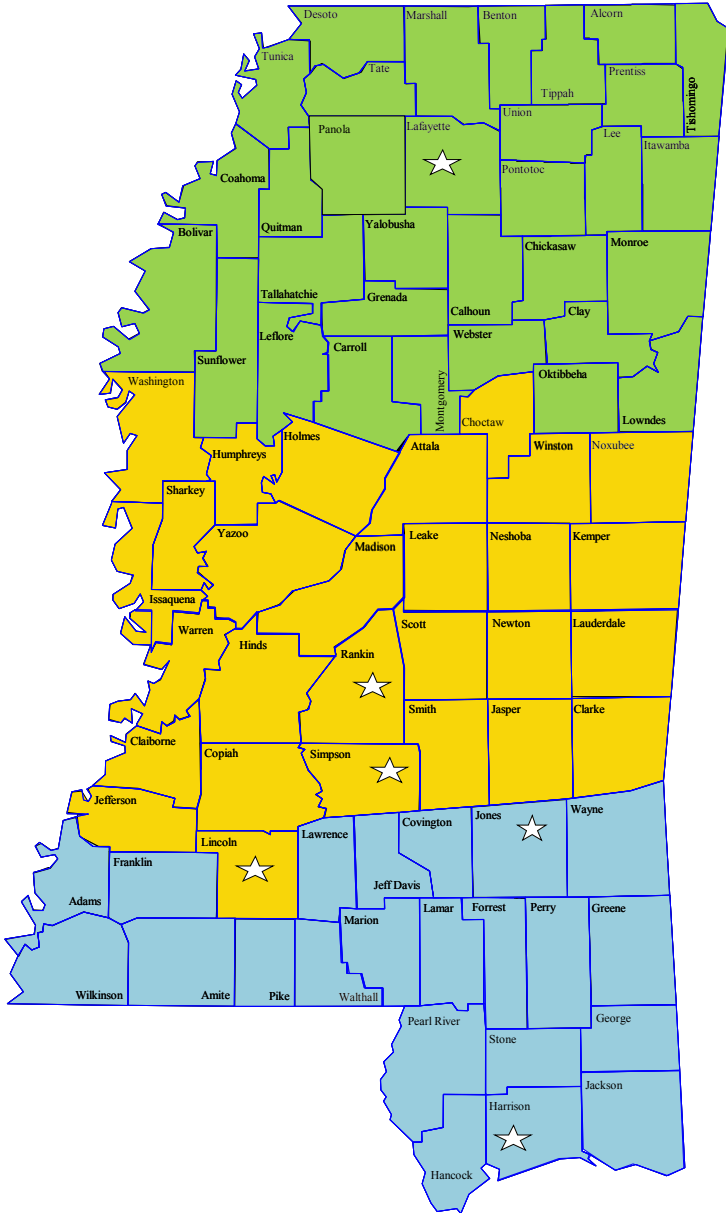 Desoto
Marshall
Benton
Alcorn
Tunica
Tate
Tippah
Prentiss
Tishomingo
Panola
Lafayette
Union
Lee
Itawamba
Coahoma
Quitman
Pontotoc
Bolivar
Yalobusha
Chickasaw
Monroe
Tallahatchie
Grenada
Calhoun
Clay
Sunflower
Leflore
Carroll
Montgomery
Webster
Oktibbeha
Lowndes
Washington
Choctaw
Humphreys
Holmes
Attala
Winston
Noxubee
Sharkey
Yazoo
Madison
Leake
Neshoba
Kemper
Issaquena
Warren
Hinds
Rankin
Scott
Newton
Lauderdale
Claiborne
Copiah
Simpson
Smith
Jasper
Clarke
Jefferson
Lincoln
Lawrence
Covington
Jones
Wayne
Franklin
Jeff Davis
Adams
Marion
Lamar
Forrest
Perry
Greene
Wilkinson
Amite
Pike
Walthall
Pearl River
Stone
George
Harrison
Jackson
Hancock